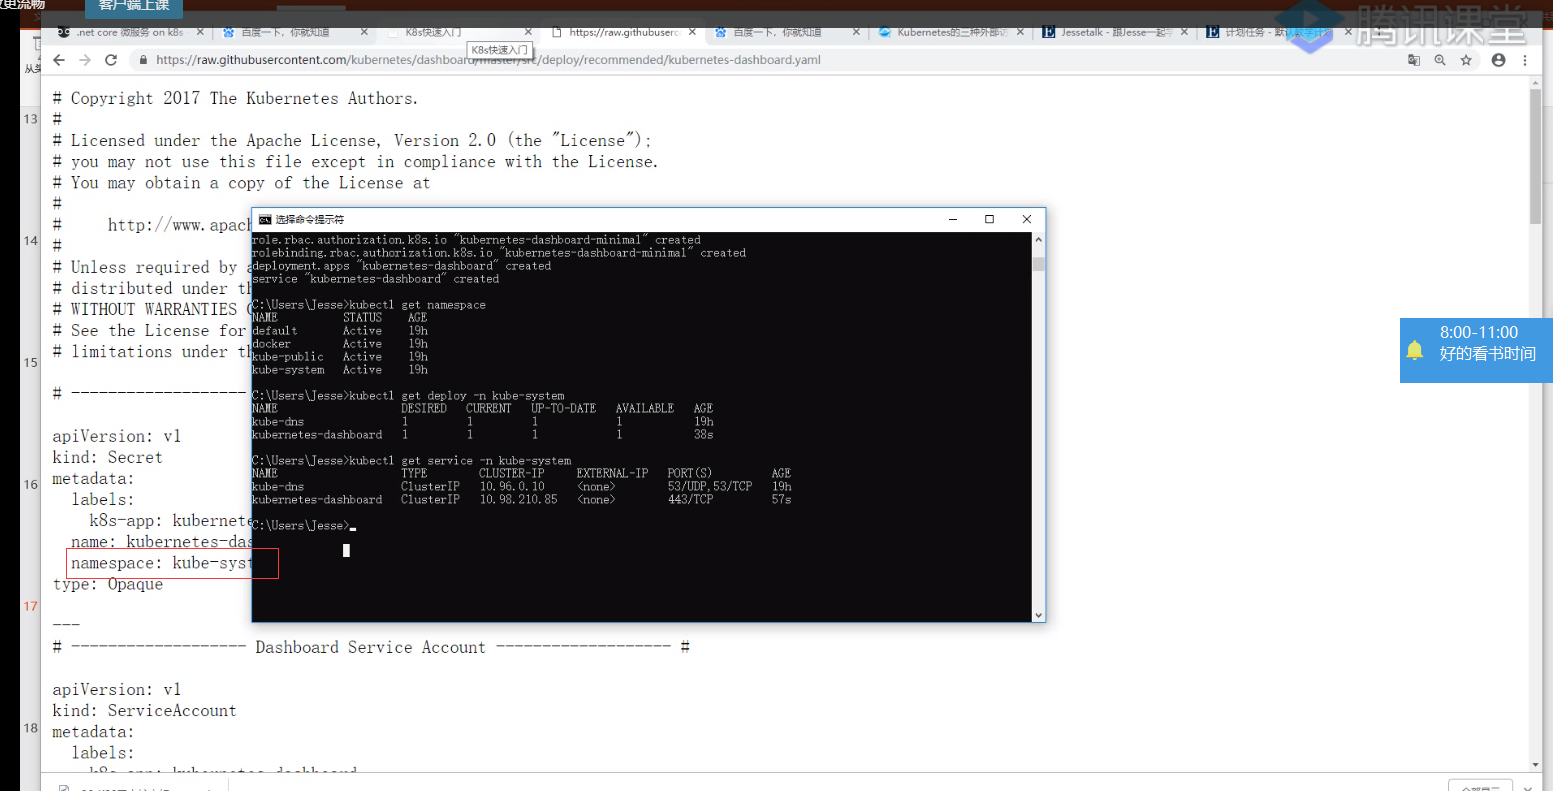 客户端上课
腾讯课堂
.net core 微服务 on k8s
百度一下，你就知道
K8s快速入门
https://raw.githubuserc
百度一下，你就知道
Kubernetes的三种外部访
Jessetalk - 跟Jesse一起
计划任务 - 默认教学计划
K8s快速入门
https://raw.githubusercontent.com/kubernetes/dashboard/master/src/deploy/recommended/kubernetes-dashboard.yaml
13
14
15
16
17
18
# Copyright 2017 The Kubernetes Authors.
#
# Licensed under the Apache License, Version 2.0 (the "License");
# you may not use this file except in compliance with the License.
# You may obtain a copy of the License at
#
# http://www.apach
#
# Unless required by a
# distributed under th
# WITHOUT WARRANTIES O
# See the License for
# limitations under th
# -------------------
apiVersion: v1
kind: Secret
metadata:
labels:
k8s-app: kubernete
name: kubernetes-das
namespace: kube-syst
type: Opaque
---
# ------------------- Dashboard Service Account ------------------- #
apiVersion: v1
kind: ServiceAccount
metadata:
labels:
k8s-app: kubernetes-dashboard
选择命令提示符
role.rbac.authorization.k8s.io "kubernetes-dashboard-minimal" created
rolebinding.rbac.authorization.k8s.io "kubernetes-dashboard-minimal" created
deployment.apps "kubernetes-dashboard" created
service "kubernetes-dashboard" created
C:\Users\Jesse>kubectl get namespace
NAME STATUS AGE
default Active 19h
docker Active 19h
kube-public Active 19h
kube-system Active 19h
C:\Users\Jesse>kubectl get deploy -n kube-system
NAME DESIRED CURRENT UP-TO-DATE AVAILABLE AGE
kube-dns 1 1 1 1 19h
kubernetes-dashboard 1 1 1 1 38s
C:\Users\Jesse>kubectl get service -n kube-system
NAME TYPE CLUSTER-IP EXTERNAL-IP PORT(S) AGE
kube-dns ClusterIP 10.96.0.10 <none> 53/UDP,53/TCP 19h
kubernetes-dashboard ClusterIP 10.98.210.85 <none> 443/TCP 57s
C:\Users\Jesse>
8:00-11:00
好的看书时间